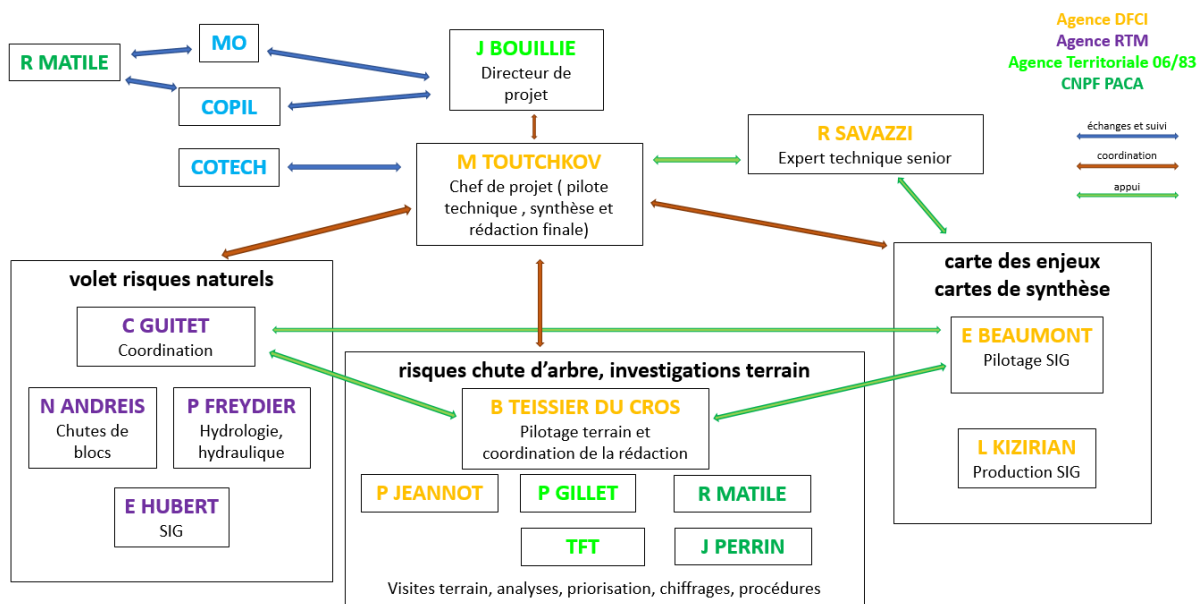 Agence DFCI
Agence RTM
Agence Territoriale 06/83
CNPF PACA
échanges et suivi
coordination
appui
R MATILE
MO
COPIL
COTECH
J BOUILLIE
Directeur de
projet
M TOUTCHKOV
Chef de projet ( pilote
technique , synthèse et
rédaction finale)
R SAVAZZI
Expert technique senior
volet risques naturels
C GUITET
Coordination
N ANDREIS
Chutes de
blocs
P FREYDIER
Hydrologie,
hydraulique
E HUBERT
SIG
risques chute d’arbre, investigations terrain
B TEISSIER DU CROS
Pilotage terrain et
coordination de la rédaction
P JEANNOT
P GILLET
R MATILE
TFT
J PERRIN
Visites terrain, analyses, priorisation, chiffrages, procédures
carte des enjeux
cartes de synthèse
E BEAUMONT
Pilotage SIG
L KIZIRIAN
Production SIG